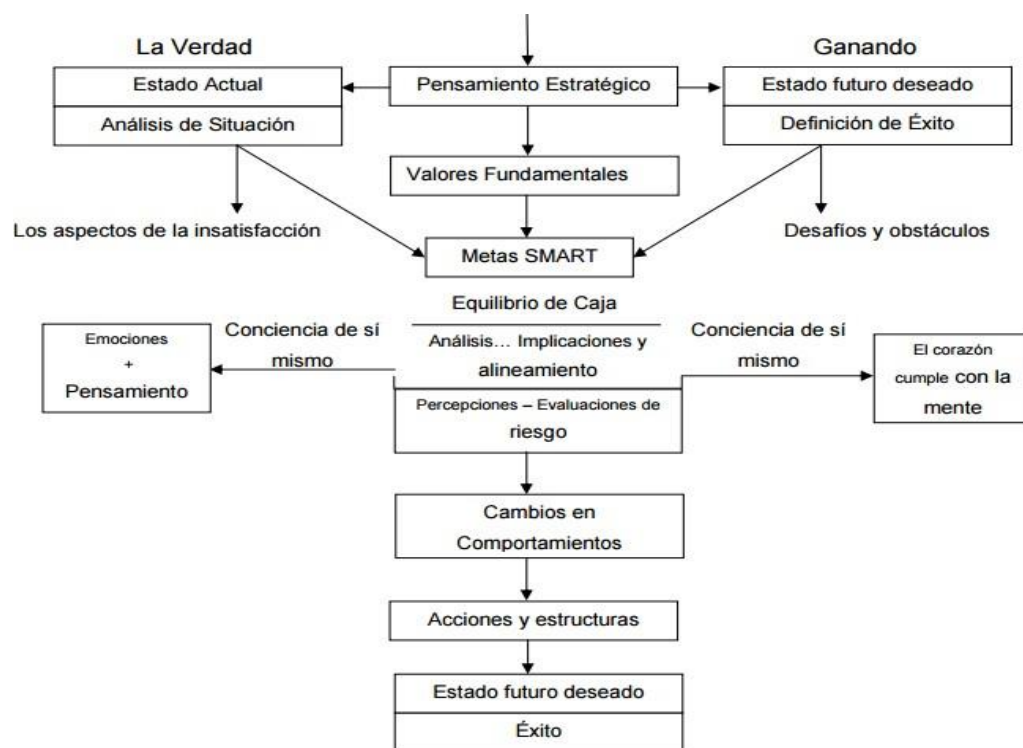 La Verdad
Ganando
Estado Actual
Pensamiento Estratégico
Estado futuro deseado
Análisis de Situación
Definición de Éxito
Valores Fundamentales
Los aspectos de la insatisfacción
Desafíos y obstáculos
Metas SMART
Equilibrio de Caja
Emociones
+
Pensamiento
Conciencia de sí
mismo
Análisis... Implicaciones y
alineamiento
Conciencia de sí
mismo
El corazón
cumple con la
mente
Percepciones – Evaluaciones de
riesgo
Cambios en
Comportamientos
Acciones y estructuras
Estado futuro deseado
Éxito